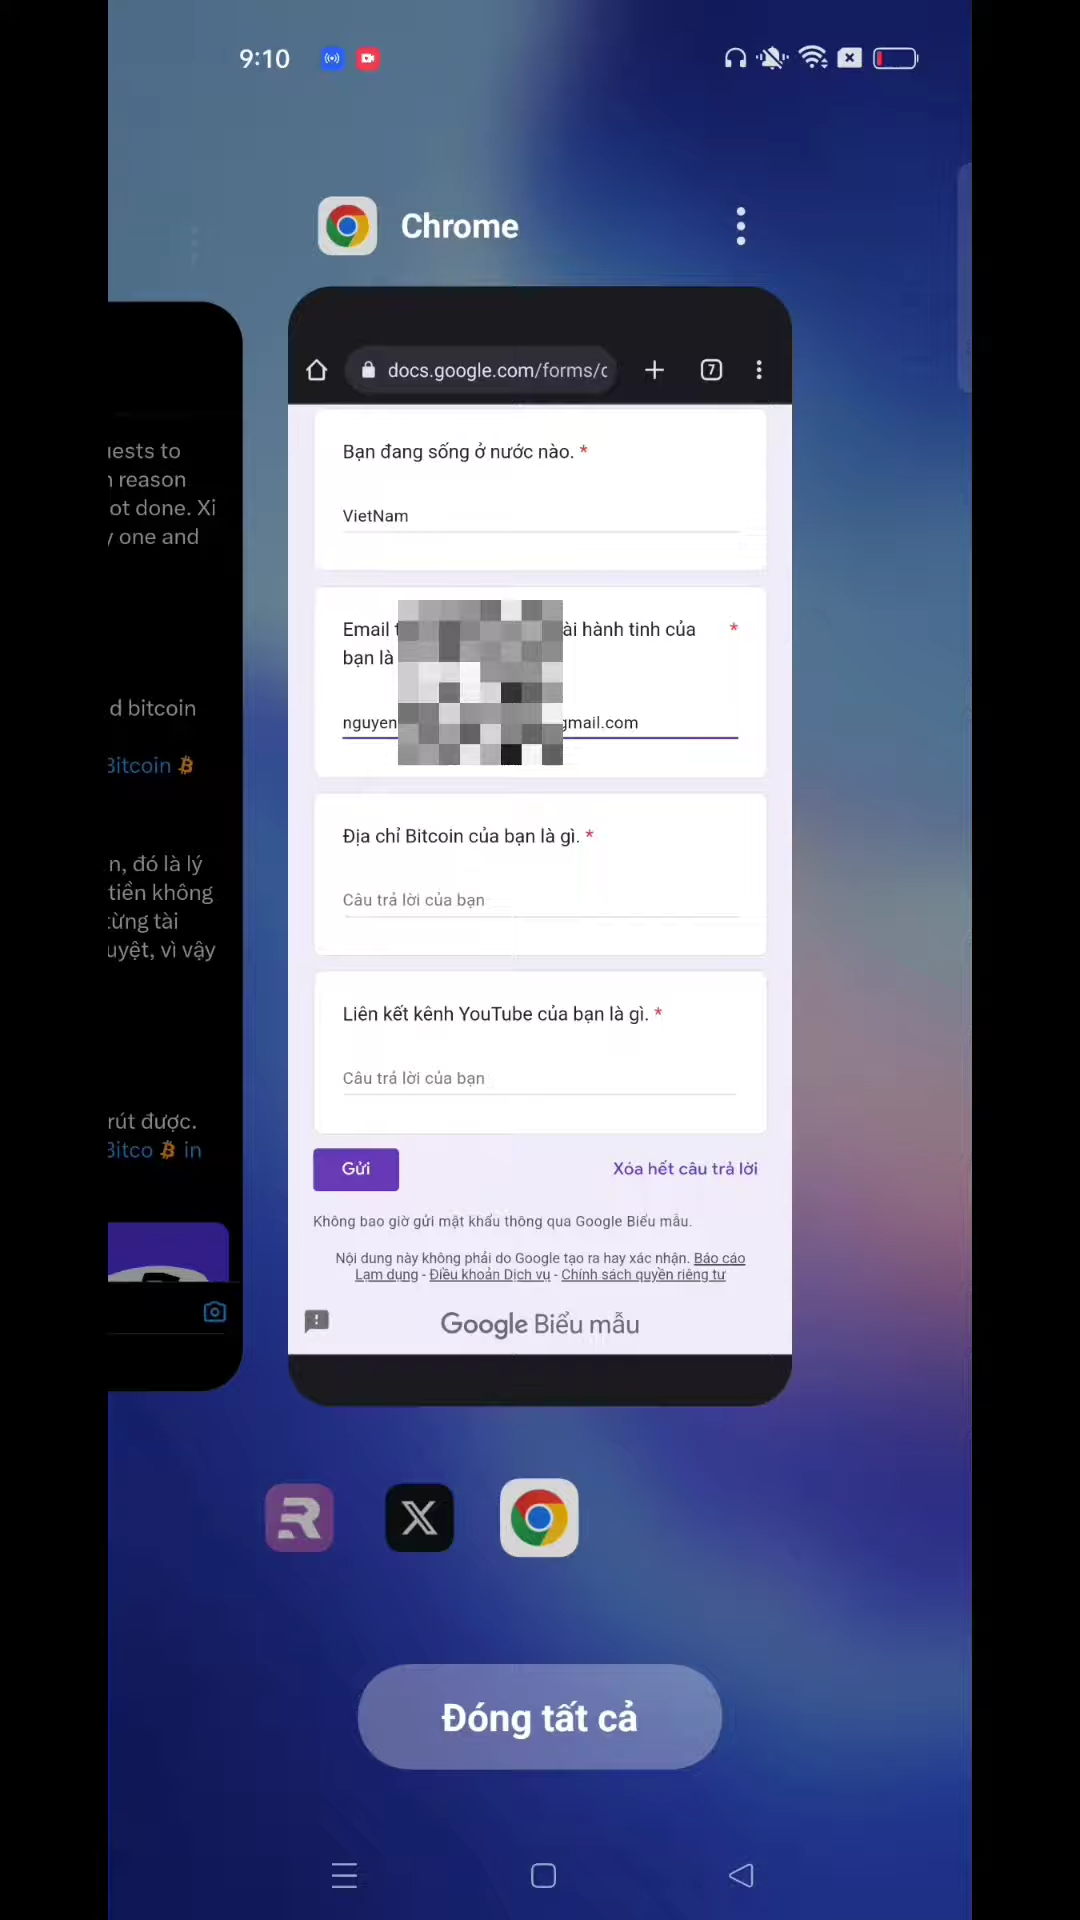 9:10
Chrome
docs.google.com/forms/
7
Bạn đang sống ở nước nào. *
VietNam
Email
ài hành tinh của *
bạn là
nguyen
gmail.com
Địa chỉ Bitcoin của bạn là gì. *
Câu trả lời của bạn
Liên kết kênh YouTube của bạn là gì. *
Câu trả lời của bạn
Gửi
Xóa hết câu trả lời
Không bao giờ gửi mật khẩu thông qua Google Biểu mẫu.
Nội dung này không phải do Google tạo ra hay xác nhận. Báo cáo
Lạm dụng - Điều khoản Dịch vụ - Chính sách quyền riêng tư
Google Biểu mẫu
ests to
reason
ot done. Xi
one and
d bitcoin
Bitcoin
n, đó là lý
tiền không
từng tài
uyệt, vì vậy
rút được.
Bitco in
Đóng tất cả